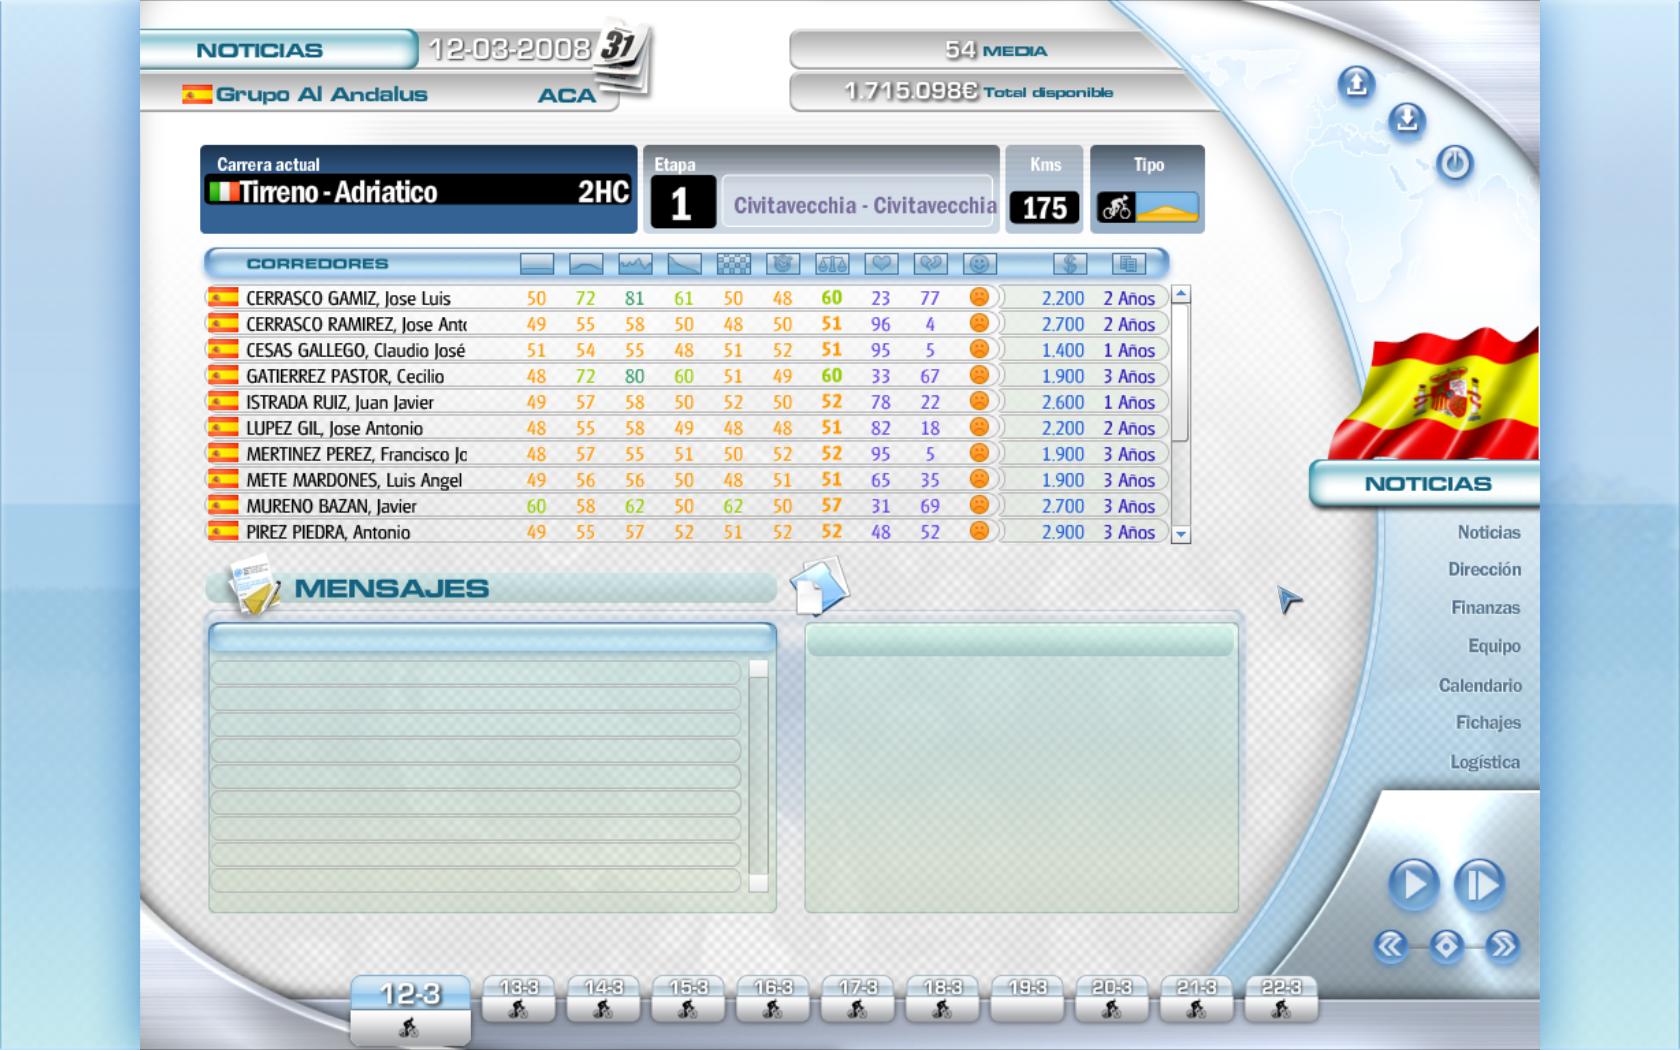 NOTICIAS 12-03-2008 31 54 MEDIA
Grupo Al Andalus ACA 1.715.098€ Total disponible
Carrera actual Etapa Kms Tipo
Tirreno - Adriatico 2HC 1 Civitavecchia - Civitavecchia 175
CORREDORES
CERRASCO GAMIZ, Jose Luis 50 72 81 61 50 48 60 23 77 2.200 2 Años
CERRASCO RAMIREZ, Jose Anto 49 55 58 50 48 50 51 96 4 2.700 2 Años
CESAS GALLEGO, Claudio José 51 54 55 48 51 52 51 95 5 1.400 1 Años
GATIERREZ PASTOR, Cecilio 48 72 80 60 51 49 60 33 67 1.900 3 Años
ISTRADA RUIZ, Juan Javier 49 57 58 50 52 50 52 78 22 2.600 1 Años
LUPEZ GIL, Jose Antonio 48 55 58 49 48 48 51 82 18 2.200 2 Años
MERTINEZ PEREZ, Francisco Jo 48 57 55 51 50 52 52 95 5 1.900 3 Años
METE MARDONES, Luis Angel 49 56 56 50 48 51 51 65 35 1.900 3 Años
MURENO BAZAN, Javier 60 58 62 50 62 50 57 31 69 2.700 3 Años
PIREZ PIEDRA, Antonio 49 55 57 52 51 52 52 48 52 2.900 3 Años
MENSAJES
NOTICIAS
Noticias
Dirección
Finanzas
Equipo
Calendario
Fichajes
Logística
12-3 13-3 14-3 15-3 16-3 17-3 18-3 19-3 20-3 21-3 22-3